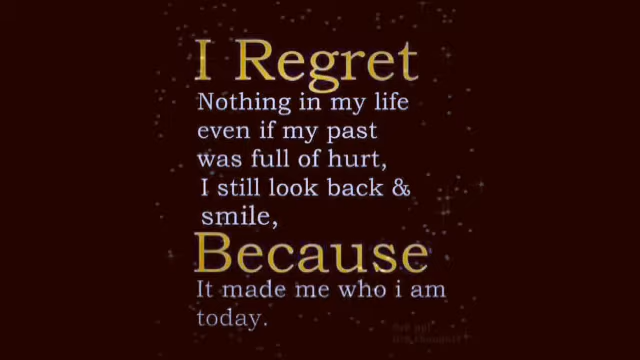 I Regret
Nothing in my life
even if my past
was full of hurt,
I still look back &
smile,
Because
It made me who i am
today.